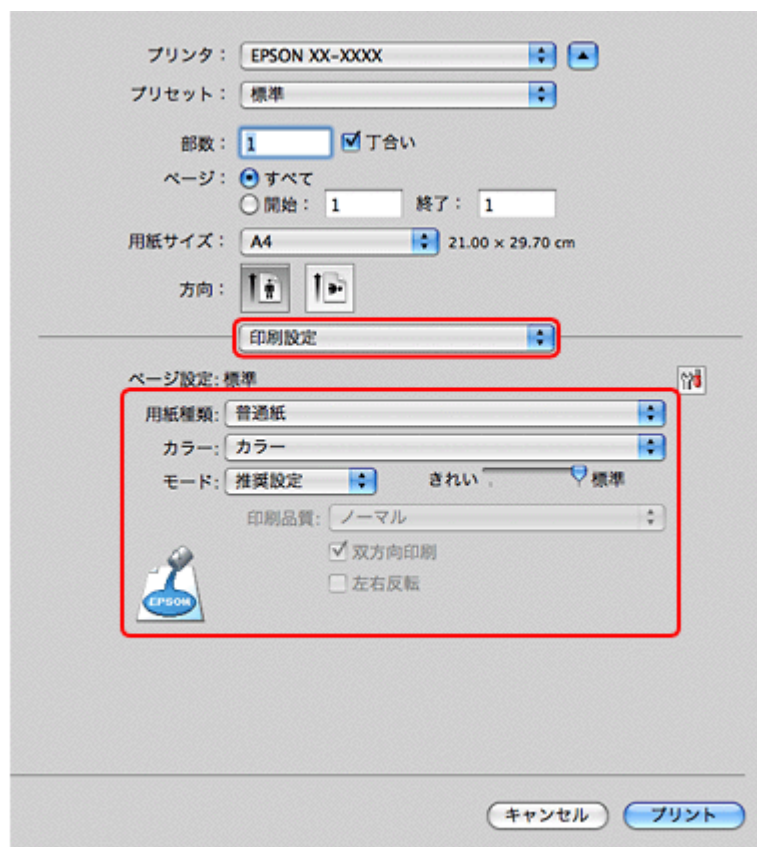 プリンタ： EPSON XX-XXXX
プリセット： 標準
部数： 1 丁合い
ページ： すべて
開始： 1 終了： 1
用紙サイズ： A4 21.00 × 29.70 cm
方向：
印刷設定
ページ設定: 標準
用紙種類: 普通紙
カラー: カラー
モード: 推奨設定 きれい 標準
印刷品質: ノーマル
双方向印刷
左右反転
EPSON
キャンセル プリント